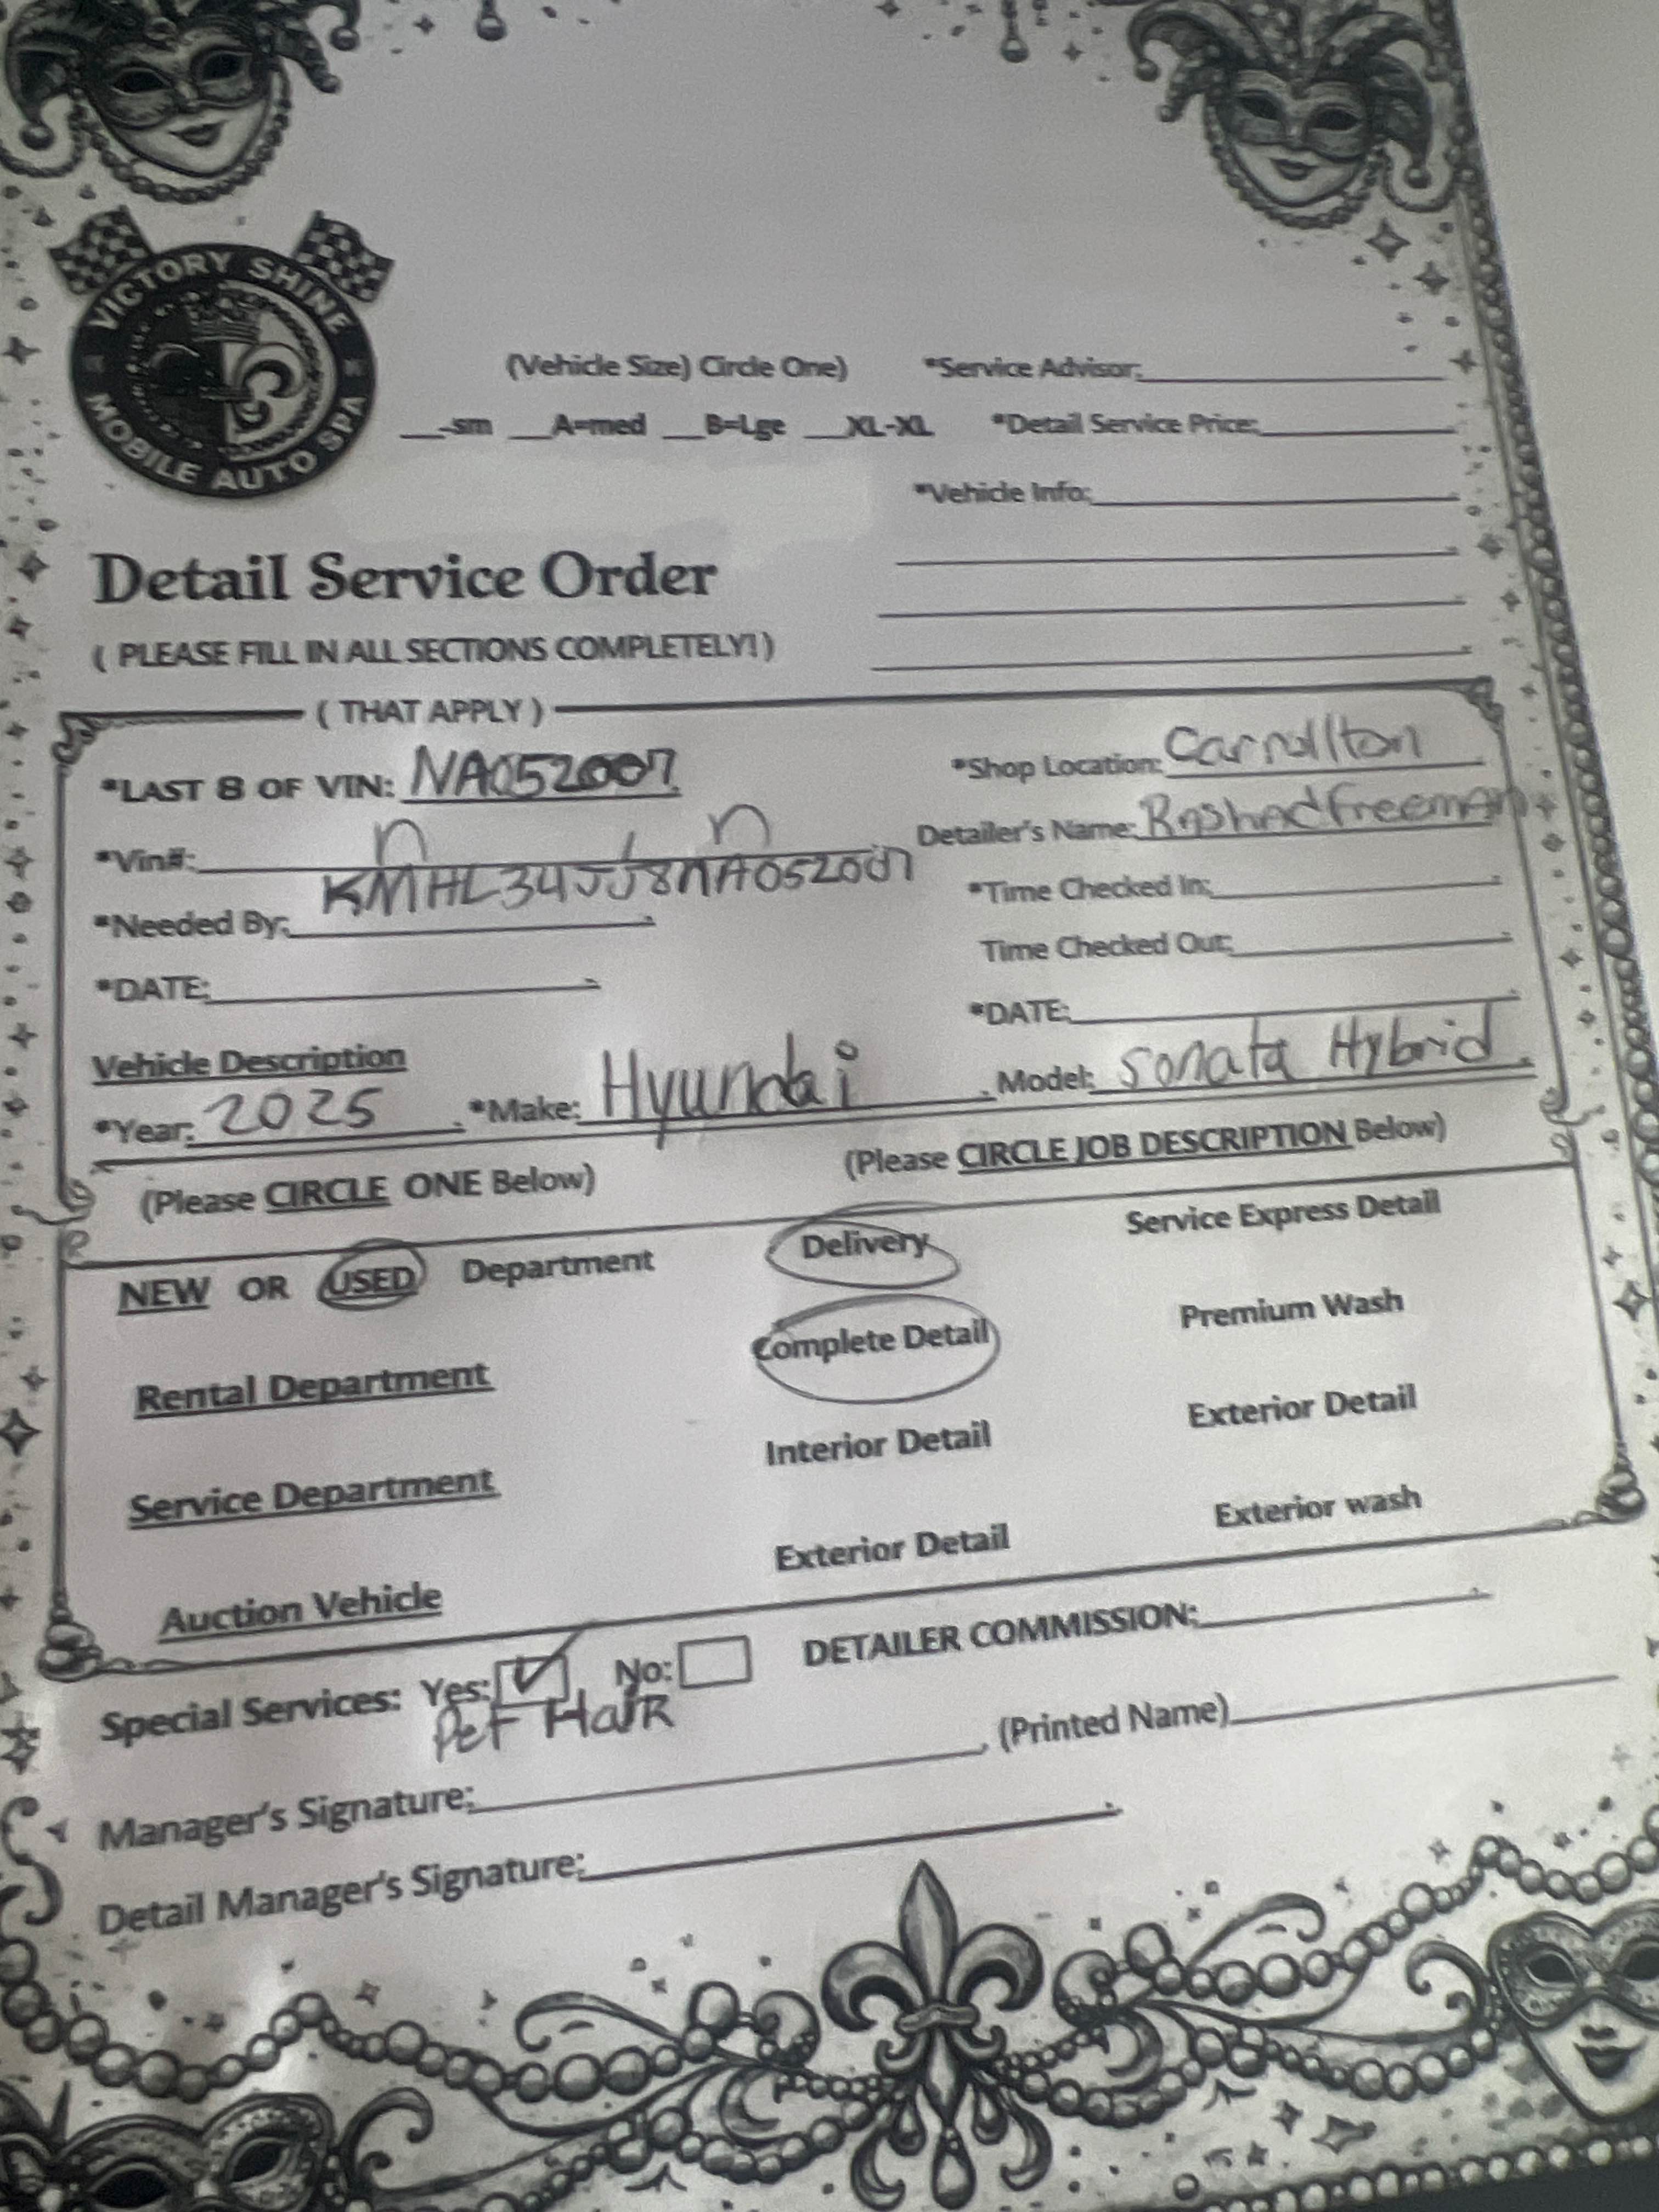 VICTORY SHINE
MOBILE AUTO SPA
(Vehicle Size) Circle One)
*Service Advisor:
-sm A=med B=Lge XL-XL
*Detail Service Price:
*Vehicle Info:
Detail Service Order
( PLEASE FILL IN ALL SECTIONS COMPLETELY! )
( THAT APPLY )
*LAST 8 OF VIN: NA052007
*Shop Location: Carrollton
*Vin#: KMHL34JJ8NA052007
Detailer's Name: Rashad Freeman
*Needed By:
*Time Checked In:
Time Checked Out:
*DATE:
*DATE:
Vehicle Description
*Year: 2025 *Make: Hyundai Model: Sonata Hybrid
(Please CIRCLE ONE Below)
(Please CIRCLE JOB DESCRIPTION Below)
NEW OR USED Department
Delivery
Service Express Detail
Rental Department
Complete Detail
Premium Wash
Service Department
Interior Detail
Exterior Detail
Auction Vehicle
Exterior Detail
Exterior wash
Special Services: Yes: No:
DETAILER COMMISSION:
Pet HaIR
Manager's Signature:
(Printed Name)
Detail Manager's Signature: